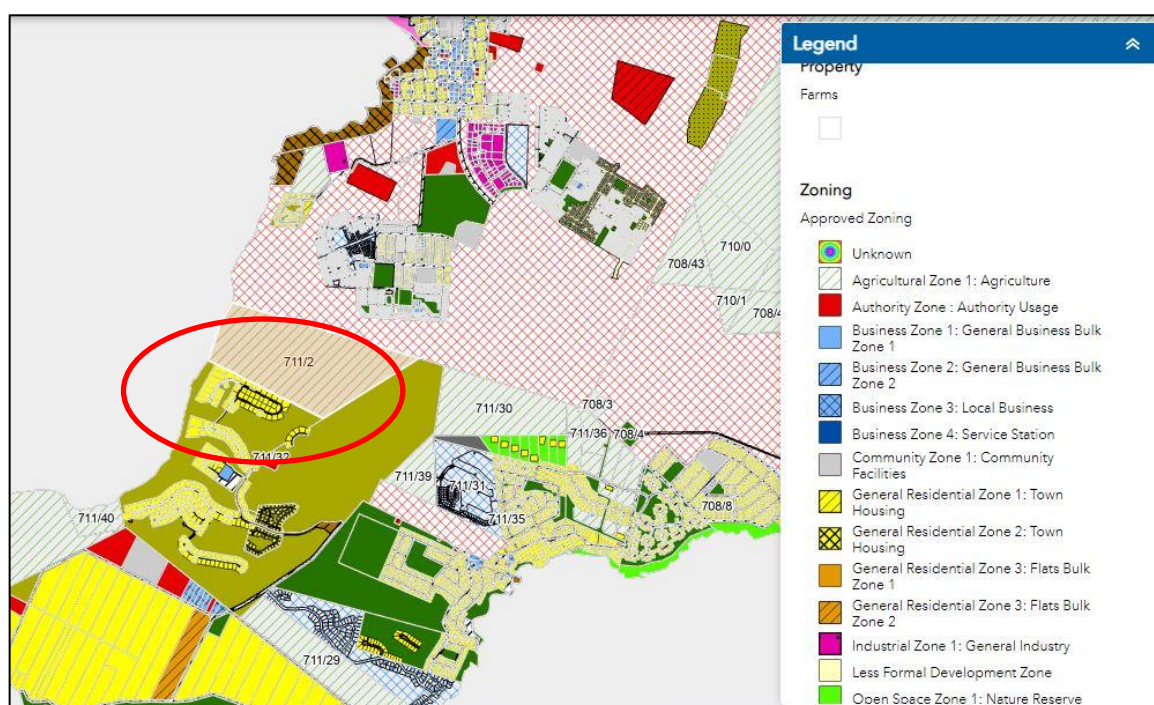 Legend
Property
Farms
Zoning
Approved Zoning
Unknown
Agricultural Zone 1: Agriculture
Authority Zone : Authority Usage
Business Zone 1: General Business Bulk
Zone 1
Business Zone 2: General Business Bulk
Zone 2
Business Zone 3: Local Business
Business Zone 4: Service Station
Community Zone 1: Community
Facilities
General Residential Zone 1: Town
Housing
General Residential Zone 2: Town
Housing
General Residential Zone 3: Flats Bulk
Zone 1
General Residential Zone 3: Flats Bulk
Zone 2
Industrial Zone 1: General Industry
Less Formal Development Zone
Open Space Zone 1: Nature Reserve
710/0
708/43
710/1
708/4
711/2
711/30
708/3
711/36
708/4
711/32
711/39
711/31
708/8
711/35
711/40
711/29